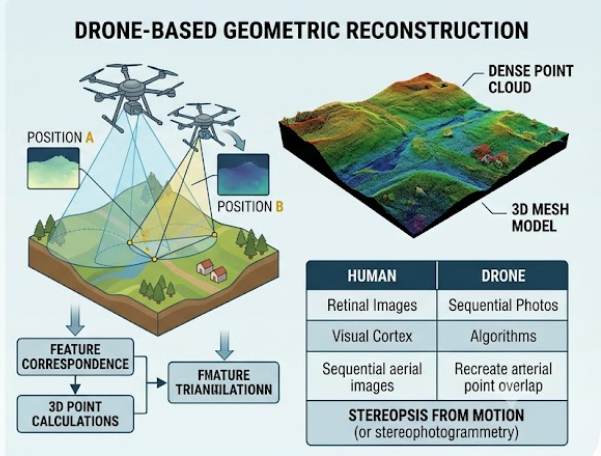 DRONE-BASED GEOMETRIC RECONSTRUCTION
POSITION A
POSITION B
DENSE POINT
CLOUD
3D MESH
MODEL
FEATURE
CORRESPONDENCE
3D POINT
CALCULATIONS
FMATURE
HUMAN DRONE
Retinal Images Sequential Photos
Visual Cortex Algorithms
Sequential aerial Recreate arterial
images point overlap
STEREOPSIS FROM MOTION
(or stereophotogrammetry)